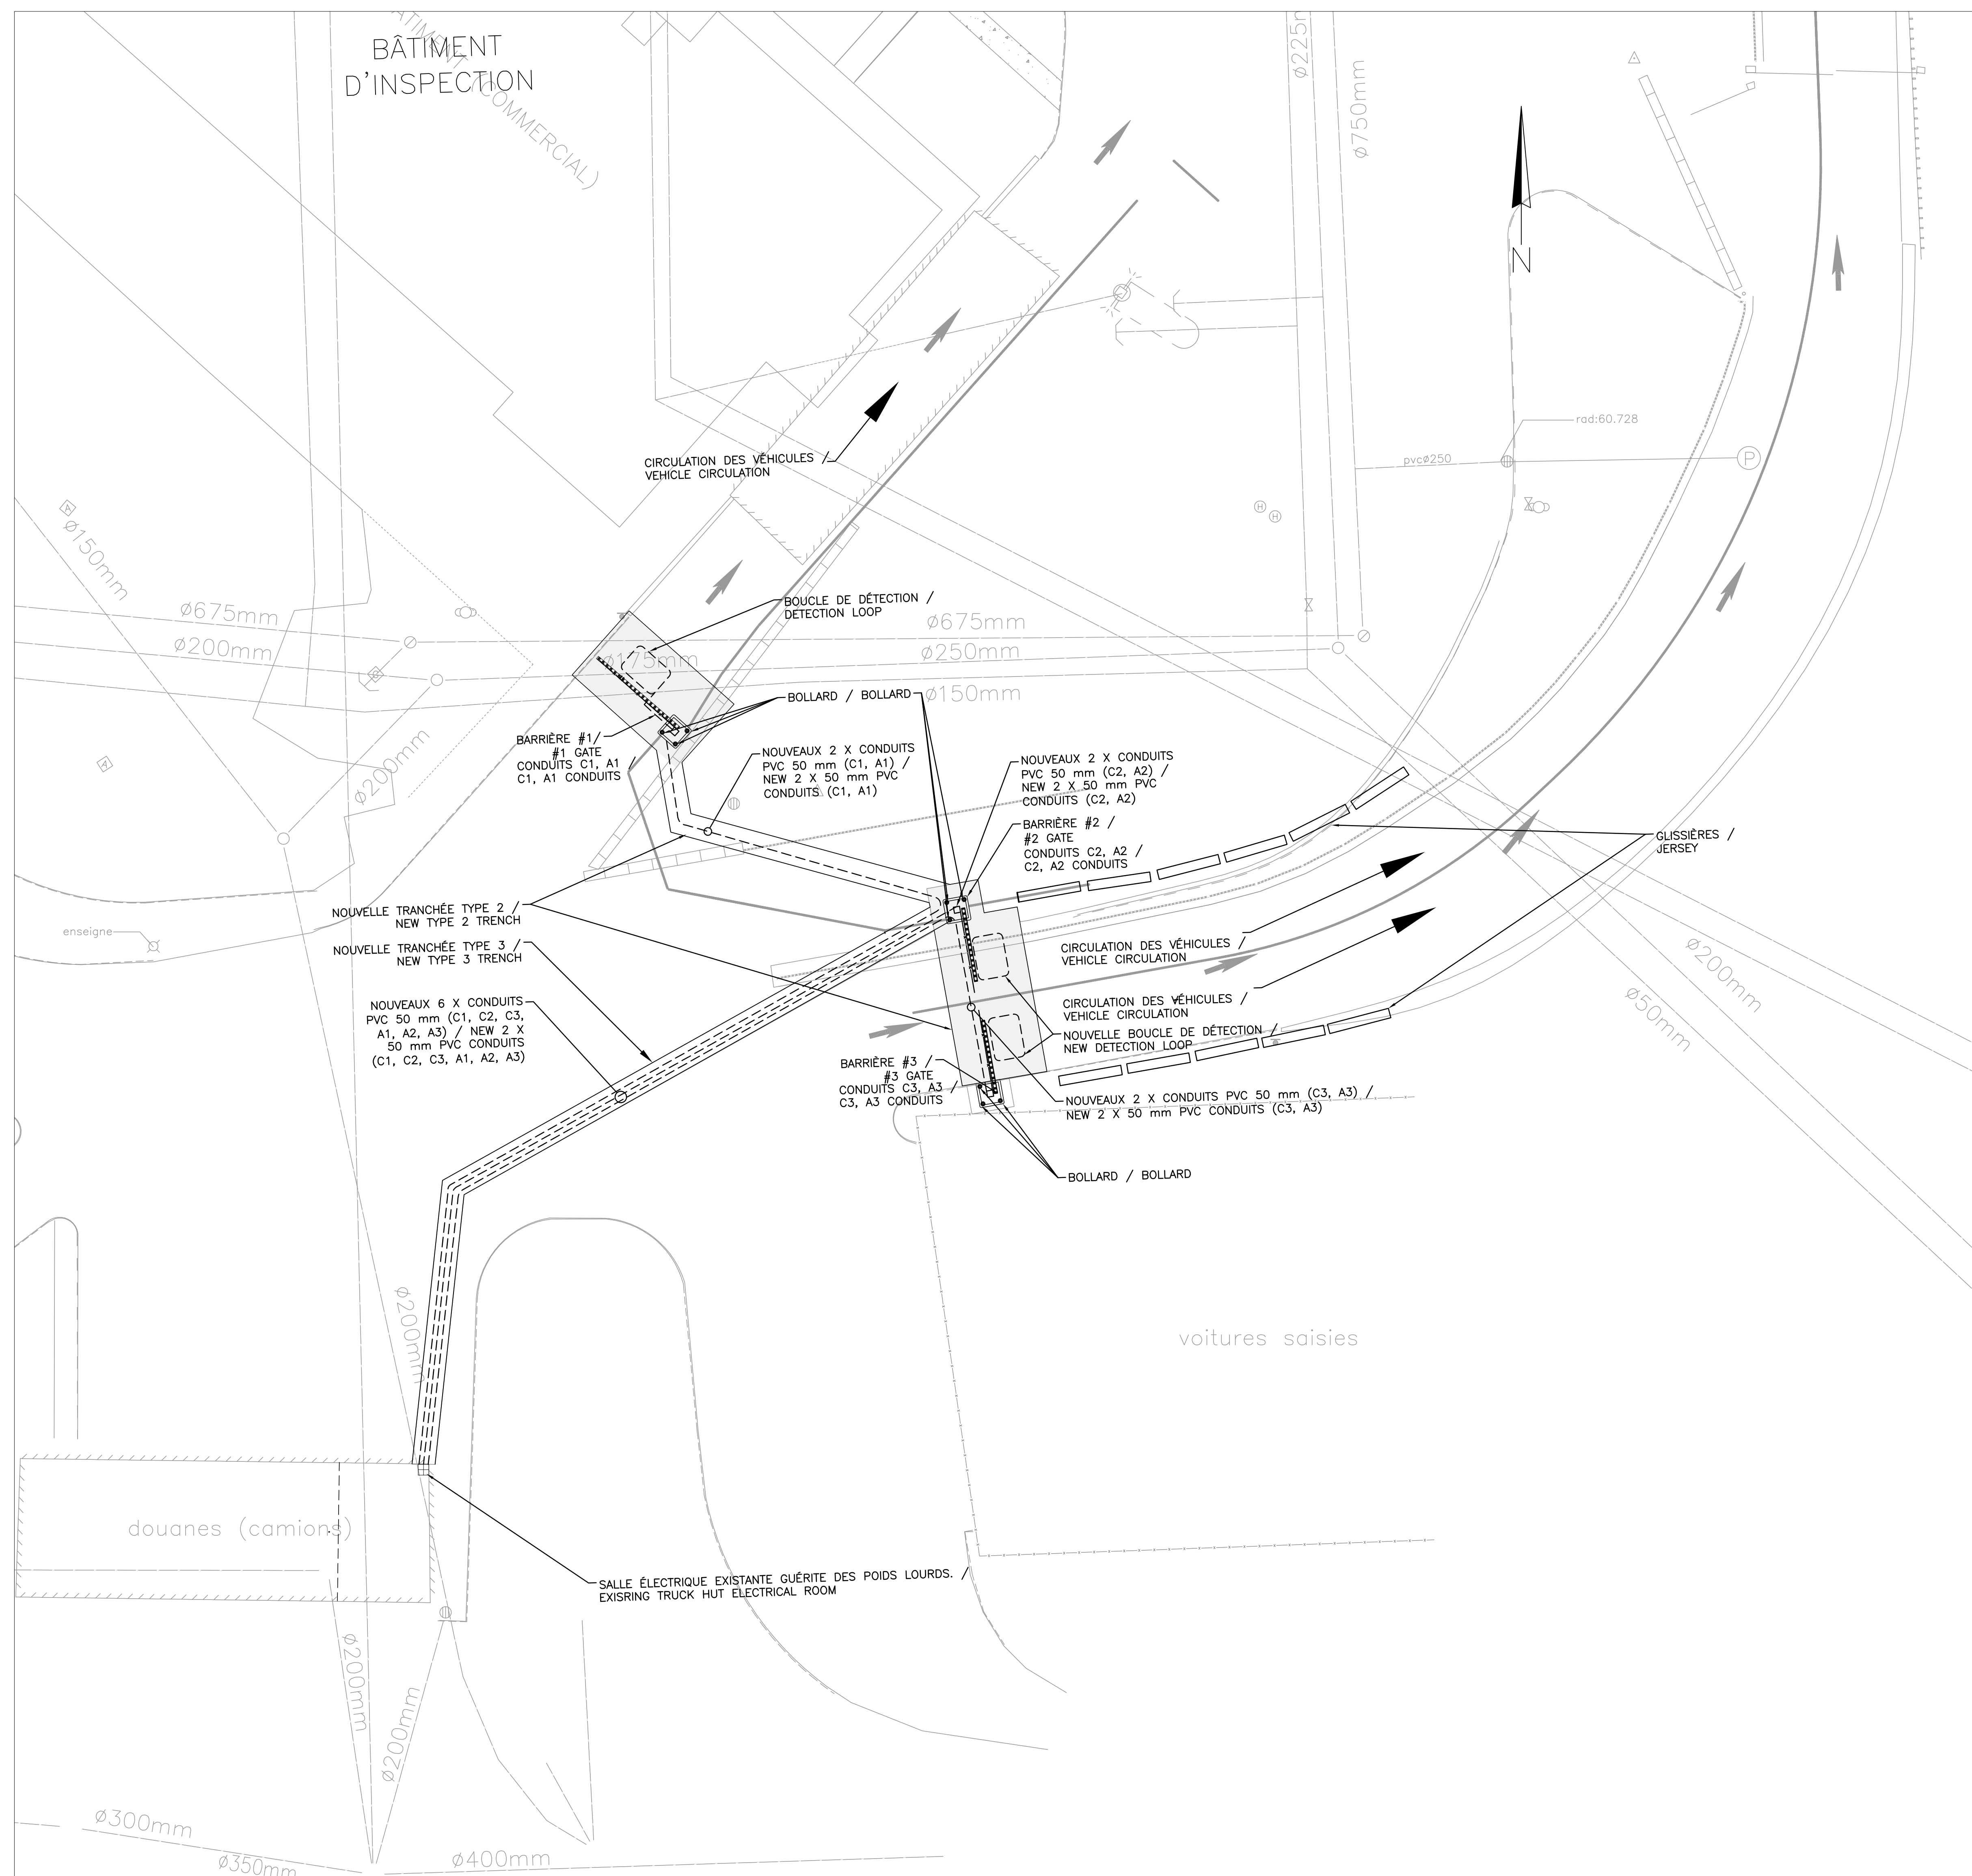 BÂTIMENT
D'INSPECTION
BÂTIMENT (COMMERCIAL)
ø225mm
ø750mm
N
rad:60.728
pvcø250
P
CIRCULATION DES VÉHICULES /
VEHICLE CIRCULATION
H
H
A
ø150mm
ø675mm
ø200mm
BOUCLE DE DÉTECTION /
DETECTION LOOP
ø675mm
ø250mm
ø175mm
ø150mm
BOLLARD / BOLLARD
A
ø200mm
BARRIÈRE #1/
#1 GATE
CONDUITS C1, A1 /
C1, A1 CONDUITS
NOUVEAUX 2 X CONDUITS
PVC 50 mm (C1, A1) /
NEW 2 X 50 mm PVC
CONDUITS (C1, A1)
NOUVEAUX 2 X CONDUITS
PVC 50 mm (C2, A2) /
NEW 2 X 50 mm PVC
CONDUITS (C2, A2)
BARRIÈRE #2 /
#2 GATE
CONDUITS C2, A2 /
C2, A2 CONDUITS
GLISSIÈRES /
JERSEY
NOUVELLE TRANCHÉE TYPE 2 /
NEW TYPE 2 TRENCH
enseigne
NOUVELLE TRANCHÉE TYPE 3 /
NEW TYPE 3 TRENCH
CIRCULATION DES VÉHICULES /
VEHICLE CIRCULATION
ø200mm
ø50mm
NOUVEAUX 6 X CONDUITS
PVC 50 mm (C1, C2, C3,
A1, A2, A3) / NEW 2 X
50 mm PVC CONDUITS
(C1, C2, C3, A1, A2, A3)
CIRCULATION DES VÉHICULES /
VEHICLE CIRCULATION
NOUVELLE BOUCLE DE DÉTECTION /
NEW DETECTION LOOP
BARRIÈRE #3 /
#3 GATE
CONDUITS C3, A3 /
C3, A3 CONDUITS
NOUVEAUX 2 X CONDUITS PVC 50 mm (C3, A3) /
NEW 2 X 50 mm PVC CONDUITS (C3, A3)
BOLLARD / BOLLARD
ø200mm
voitures saisies
douanes (camions)
SALLE ÉLECTRIQUE EXISTANTE GUÉRITE DES POIDS LOURDS. /
EXISRING TRUCK HUT ELECTRICAL ROOM
ø200mm
ø200mm
ø300mm
ø350mm
ø400mm